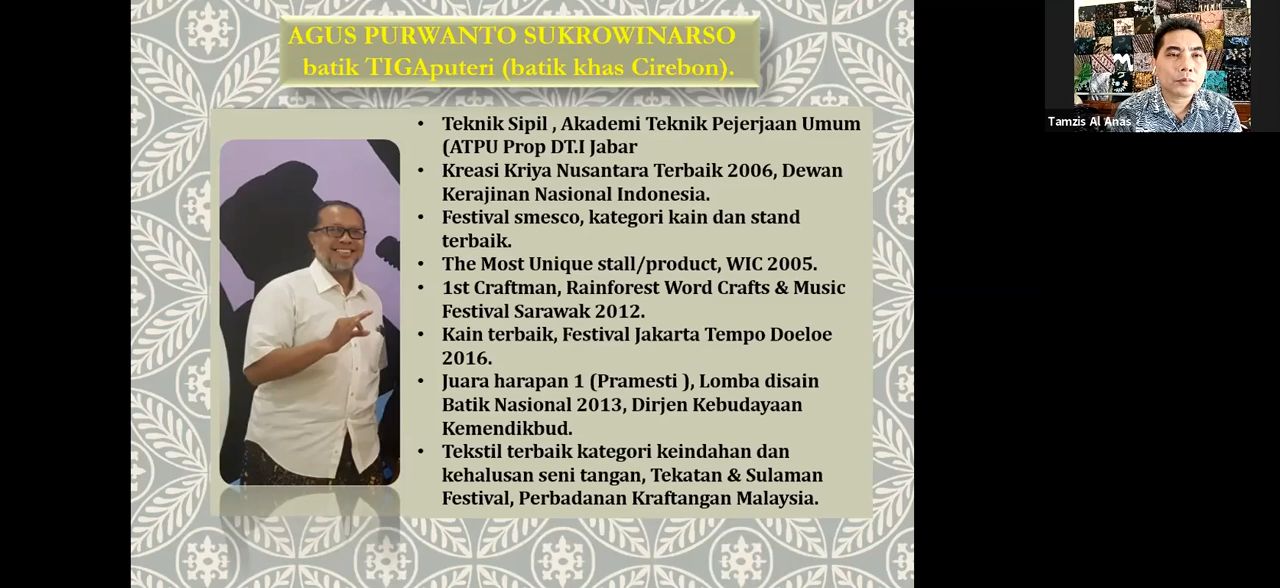 AGUS PURWANTO SUKROWINARSO
batik TIGAputeri (batik khas Cirebon).
• Teknik Sipil , Akademi Teknik Pejerjaan Umum
(ATPU Prop DT.I Jabar
• Kreasi Kriya Nusantara Terbaik 2006, Dewan
Kerajinan Nasional Indonesia.
• Festival smesco, kategori kain dan stand
terbaik.
• The Most Unique stall/product, WIC 2005.
• 1st Craftman, Rainforest Word Crafts & Music
Festival Sarawak 2012.
• Kain terbaik, Festival Jakarta Tempo Doeloe
2016.
• Juara harapan 1 (Pramesti ), Lomba disain
Batik Nasional 2013, Dirjen Kebudayaan
Kemendikbud.
• Tekstil terbaik kategori keindahan dan
kehalusan seni tangan, Tekatan & Sulaman
Festival, Perbadanan Kraftangan Malaysia.
Tamzis Al Anas